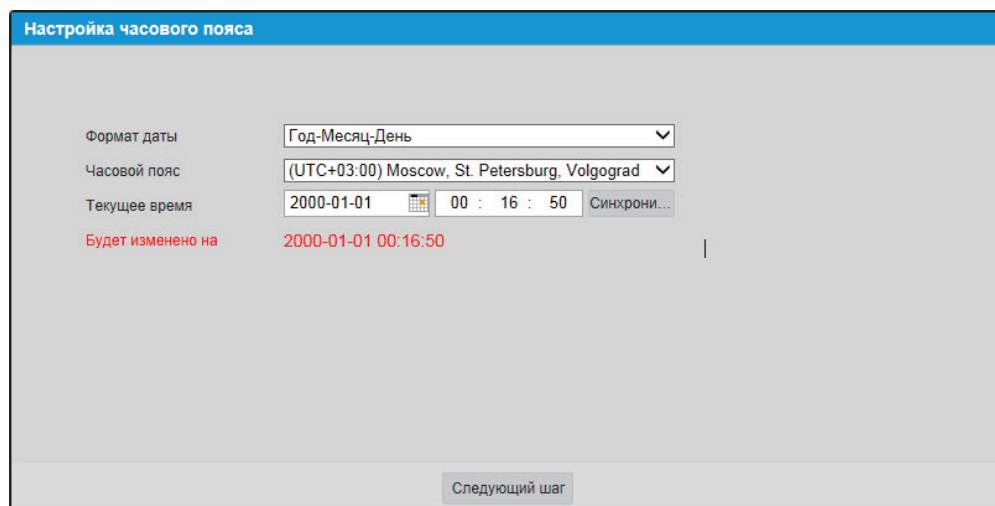 Настройка часового пояса
Формат даты Год-Месяц-День
Часовой пояс (UTC+03:00) Moscow, St. Petersburg, Volgograd
Текущее время 2000-01-01 00 : 16 : 50 Синхрони...
Будет изменено на 2000-01-01 00:16:50
Следующий шаг